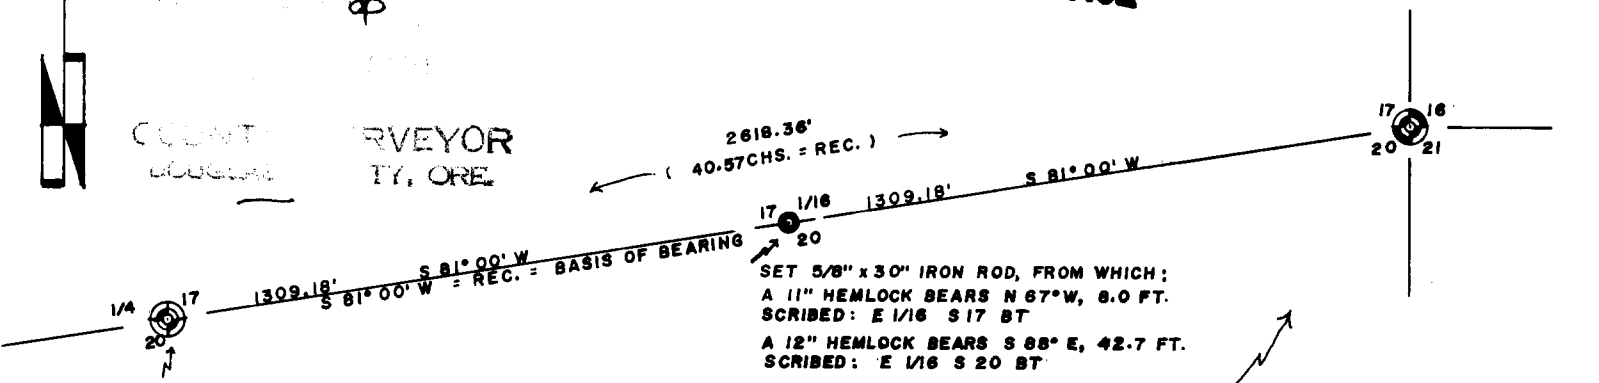 COUNT RVEYOR
TY, ORE.
2618.36'
( 40.57CHS. = REC. )
17 16
20 21
S 81° 00' W
1309.18'
17 1/16
20
S 81° 00' W
S 81° 00' W = REC. = BASIS OF BEARING
1309.18'
1/4 17
20
SET 5/8" x 30" IRON ROD, FROM WHICH:
A 11" HEMLOCK BEARS N 67° W, 8.0 FT.
SCRIBED: E 1/16 S 17 BT
A 12" HEMLOCK BEARS S 88° E, 42.7 FT.
SCRIBED: E 1/16 S 20 BT